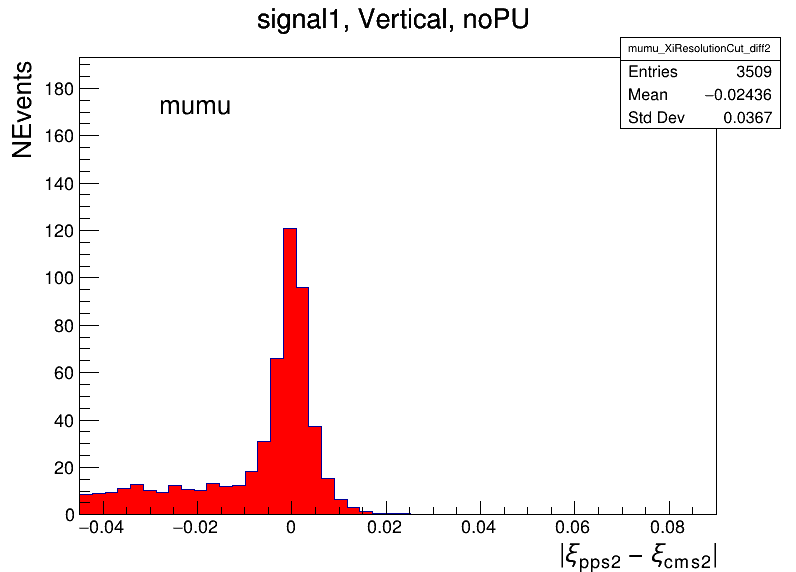 signal1, Vertical, noPU
mumu_XiResolutionCut_diff2
Entries 3509
Mean −0.02436
Std Dev 0.0367
NEvents
mumu
180
160
140
120
100
80
60
40
20
0
−0.04 −0.02 0 0.02 0.04 0.06 0.08
|ξpps2 − ξcms2|